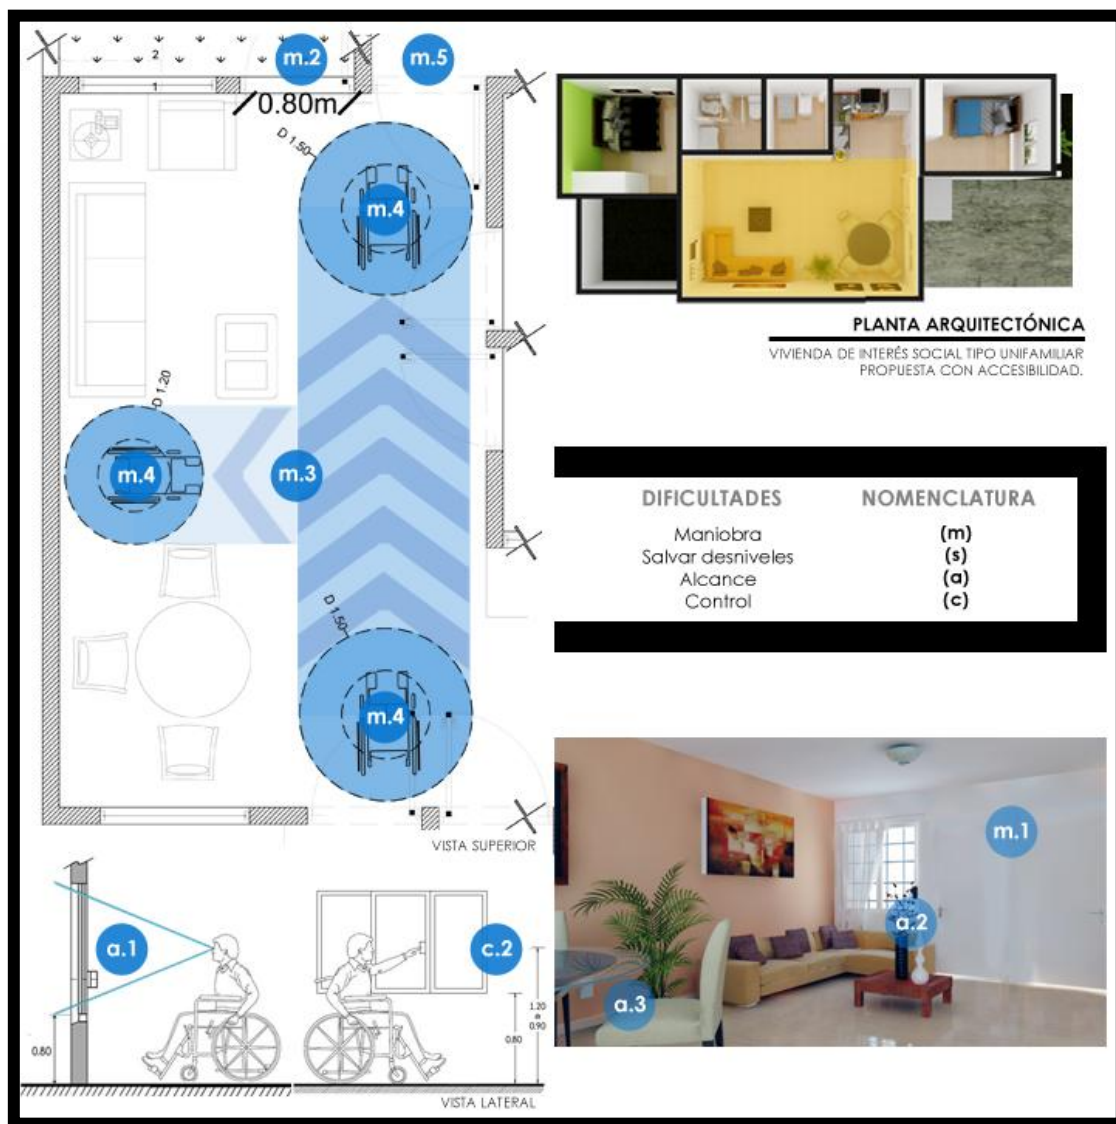 2
m.2
m.5
1
0.80m
D 1.50
m.4
D 1.20
m.4
m.3
D 1.50
m.4
VISTA SUPERIOR
a.1
c.2
0.80
0.80
1.20
a
0.90
VISTA LATERAL
PLANTA ARQUITECTÓNICA
VIVIENDA DE INTERÉS SOCIAL TIPO UNIFAMILIAR
PROPUESTA CON ACCESIBILIDAD.
DIFICULTADES NOMENCLATURA
Maniobra (m)
Salvar desniveles (s)
Alcance (a)
Control (c)
m.1
a.2
a.3